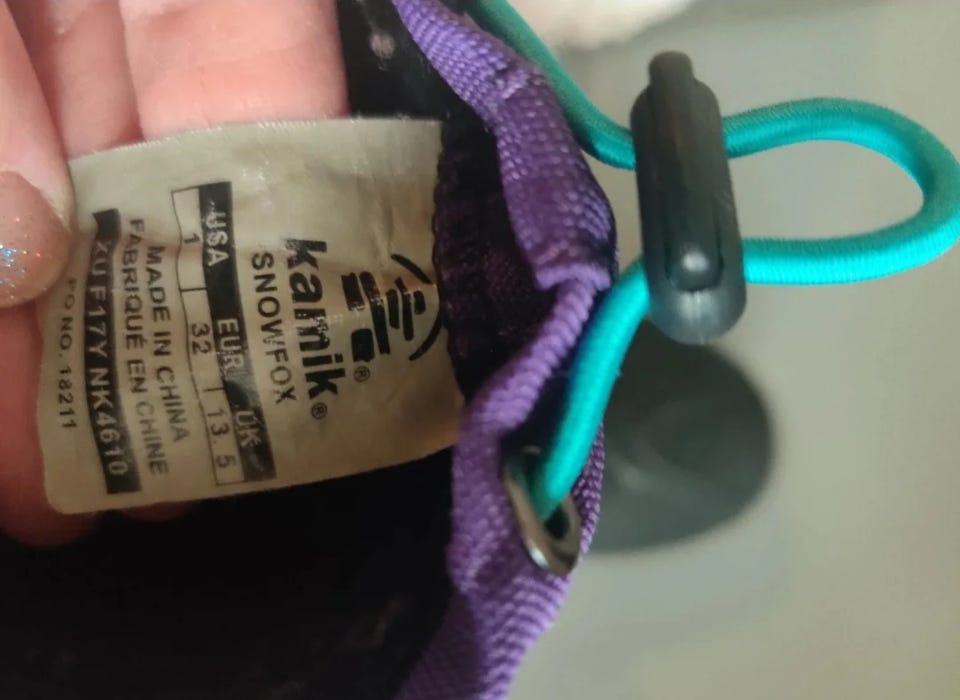 kamik®
SNOWFOX
USA EUR UK
1 32 13.5
MADE IN CHINA
FABRIQUÉ EN CHINE
XU F17Y NK4610
PO NO. 18211